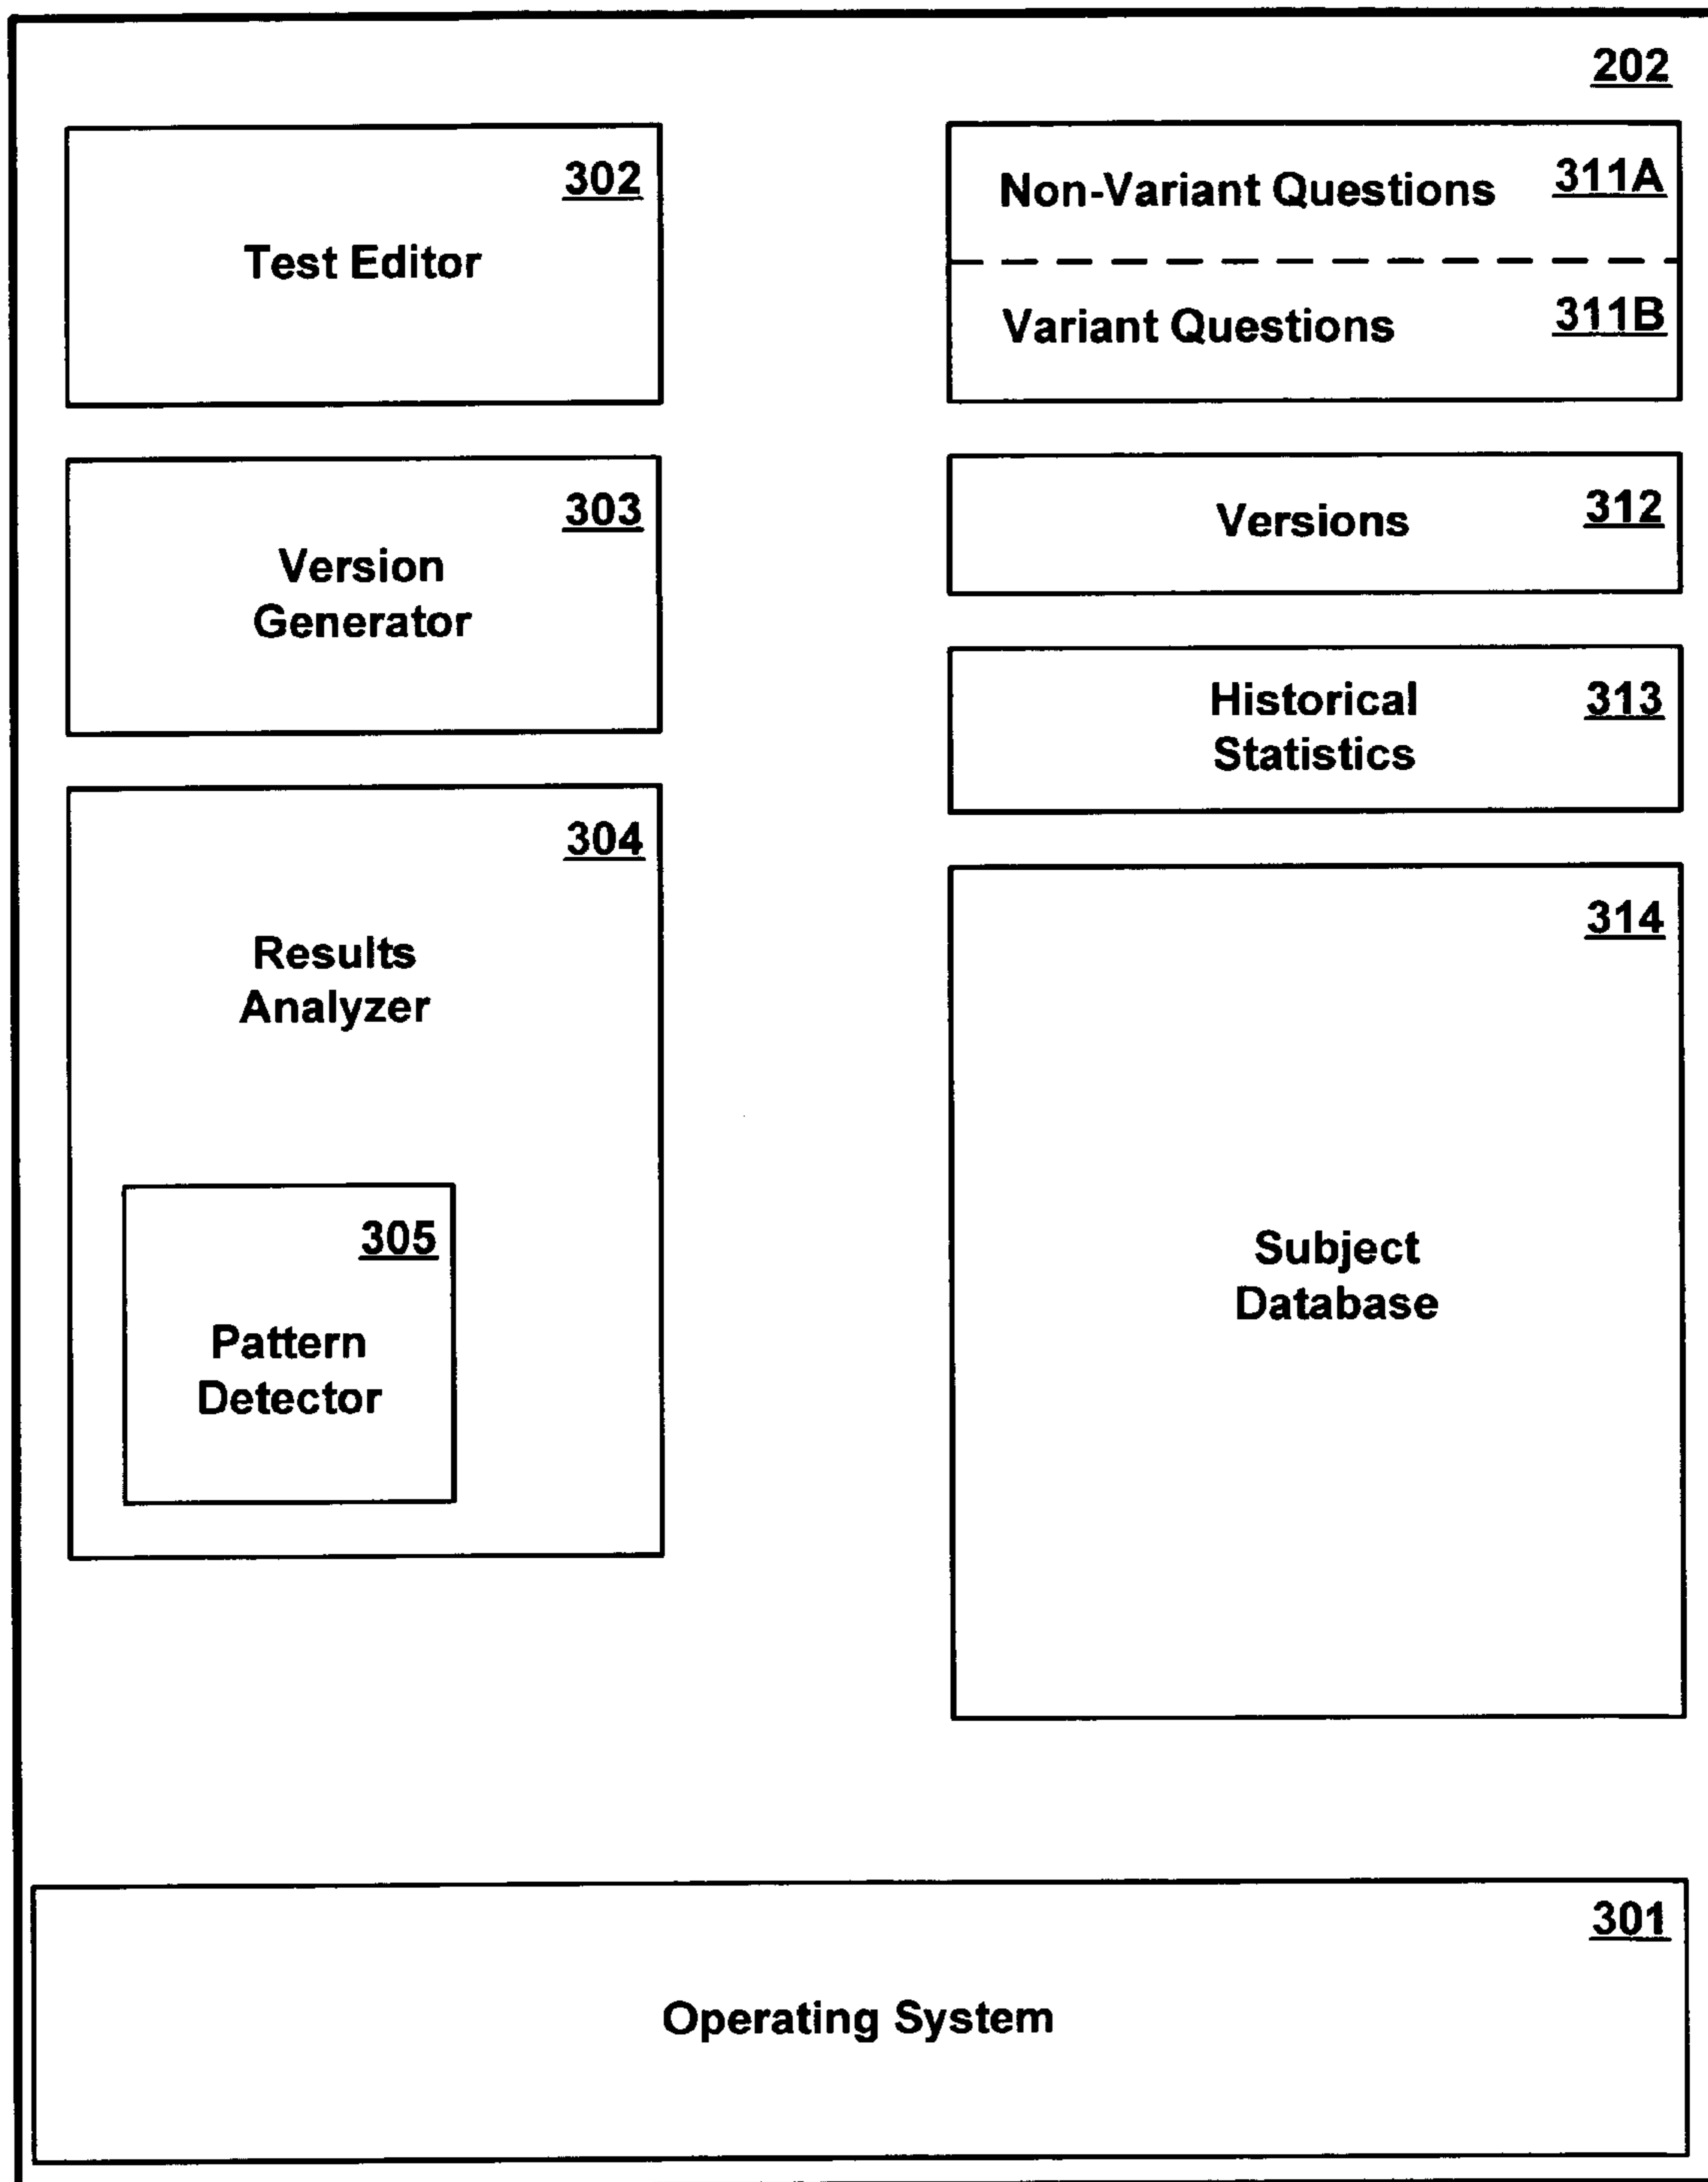 202
302
Test Editor
303
Version
Generator
304
Results
Analyzer
305
Pattern
Detector
Non-Variant Questions 311A
Variant Questions 311B
Versions 312
Historical 313
Statistics
314
Subject
Database
301
Operating System